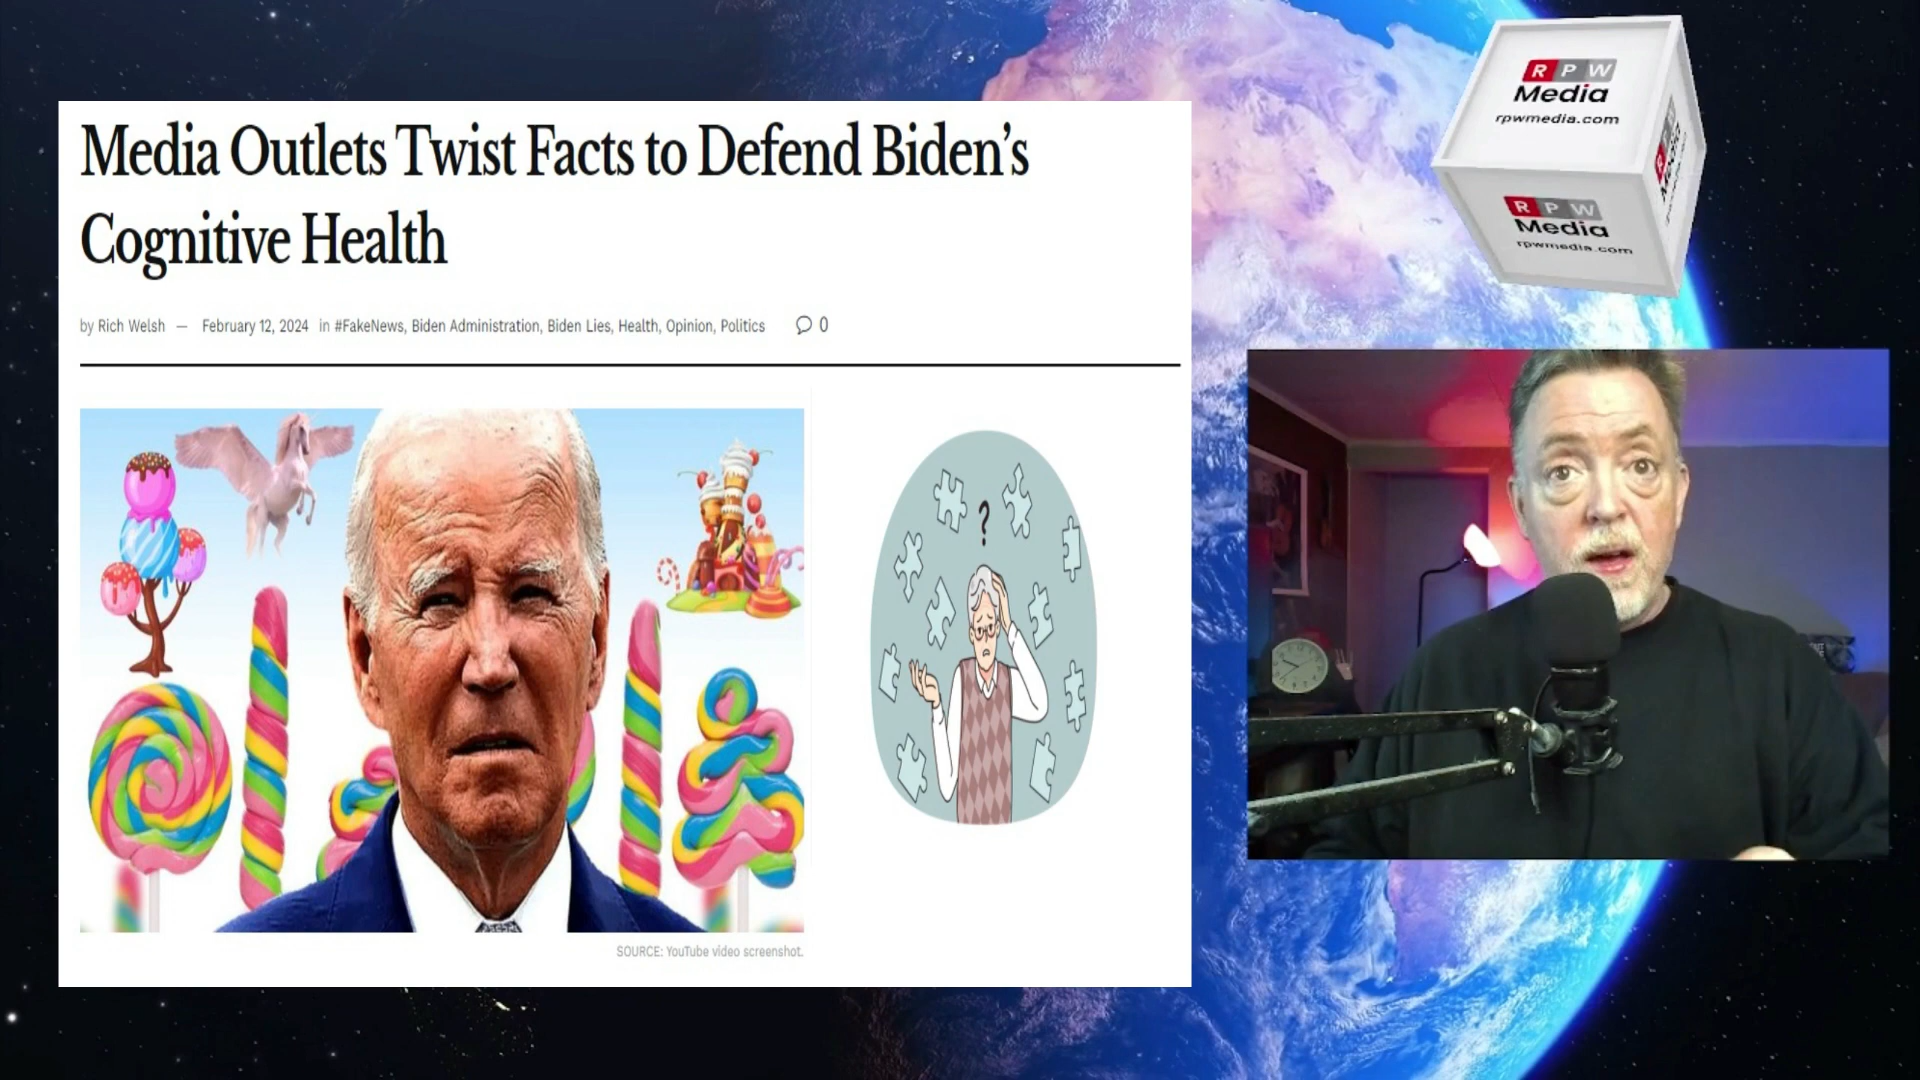 Media Outlets Twist Facts to Defend Biden’s
Cognitive Health
by Rich Welsh — February 12, 2024 in #FakeNews, Biden Administration, Biden Lies, Health, Opinion, Politics 0
?
SOURCE: YouTube video screenshot.
R P W
Media
rpwmedia.com
R P W
Media
rpwmedia.com